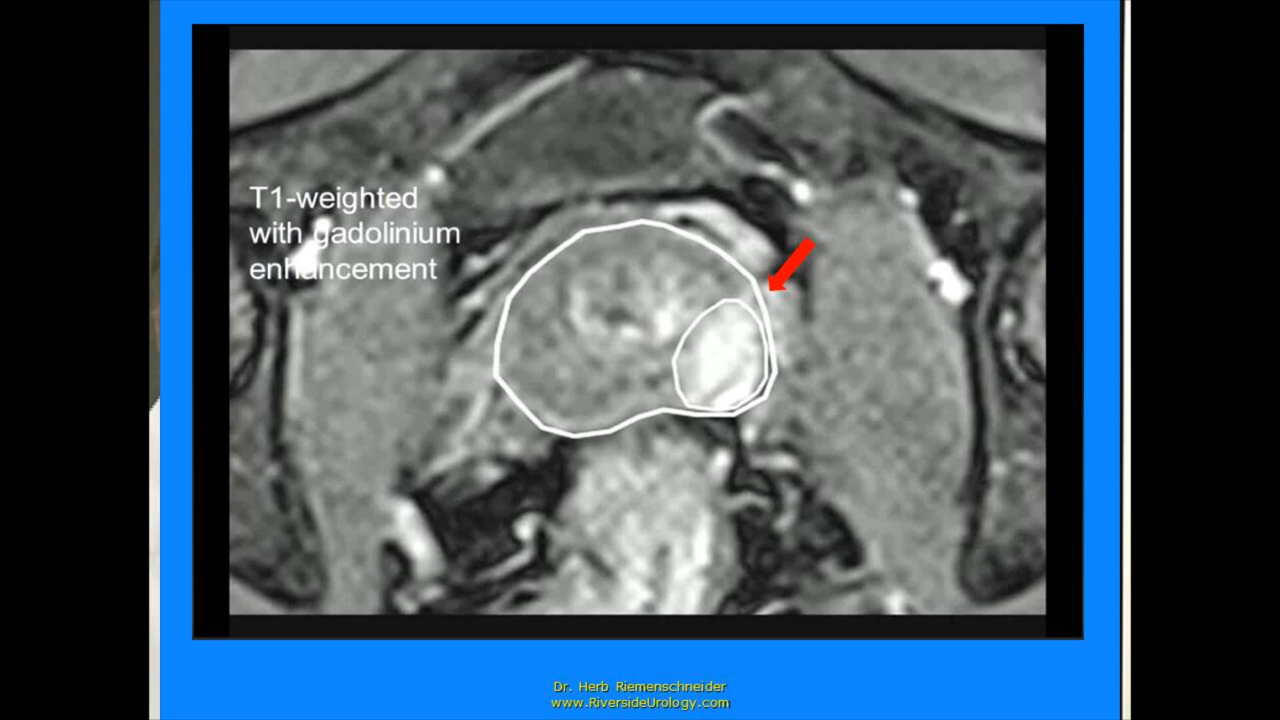 T1-weighted
with gadolinium
enhancement
Dr. Herb Riemenschneider
www.RiversideUrology.com